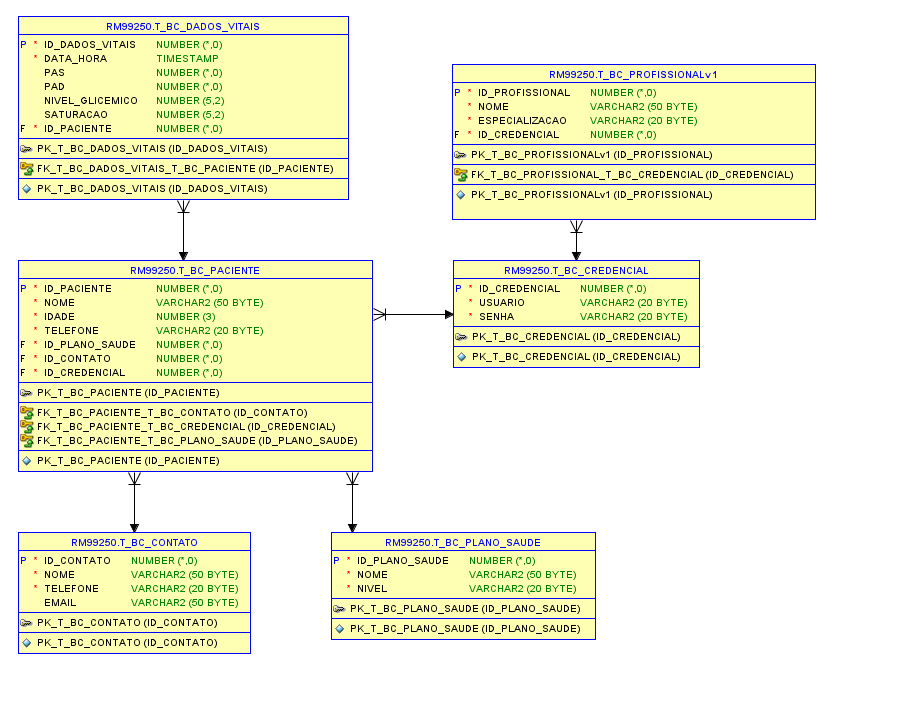 RM99250.T_BC_DADOS_VITAIS
P * ID_DADOS_VITAIS NUMBER (*,0)
* DATA_HORA TIMESTAMP
PAS NUMBER (*,0)
PAD NUMBER (*,0)
NIVEL_GLICEMICO NUMBER (5,2)
SATURACAO NUMBER (5,2)
F * ID_PACIENTE NUMBER (*,0)
PK_T_BC_DADOS_VITAIS (ID_DADOS_VITAIS)
FK_T_BC_DADOS_VITAIS_T_BC_PACIENTE (ID_PACIENTE)
PK_T_BC_DADOS_VITAIS (ID_DADOS_VITAIS)
RM99250.T_BC_PROFISSIONALv1
P * ID_PROFISSIONAL NUMBER (*,0)
* NOME VARCHAR2 (50 BYTE)
* ESPECIALIZACAO VARCHAR2 (20 BYTE)
F * ID_CREDENCIAL NUMBER (*,0)
PK_T_BC_PROFISSIONALv1 (ID_PROFISSIONAL)
FK_T_BC_PROFISSIONAL_T_BC_CREDENCIAL (ID_CREDENCIAL)
PK_T_BC_PROFISSIONALv1 (ID_PROFISSIONAL)
RM99250.T_BC_PACIENTE
P * ID_PACIENTE NUMBER (*,0)
* NOME VARCHAR2 (50 BYTE)
* IDADE NUMBER (3)
* TELEFONE VARCHAR2 (20 BYTE)
F * ID_PLANO_SAUDE NUMBER (*,0)
F * ID_CONTATO NUMBER (*,0)
F * ID_CREDENCIAL NUMBER (*,0)
PK_T_BC_PACIENTE (ID_PACIENTE)
FK_T_BC_PACIENTE_T_BC_CONTATO (ID_CONTATO)
FK_T_BC_PACIENTE_T_BC_CREDENCIAL (ID_CREDENCIAL)
FK_T_BC_PACIENTE_T_BC_PLANO_SAUDE (ID_PLANO_SAUDE)
PK_T_BC_PACIENTE (ID_PACIENTE)
RM99250.T_BC_CREDENCIAL
P * ID_CREDENCIAL NUMBER (*,0)
* USUARIO VARCHAR2 (20 BYTE)
* SENHA VARCHAR2 (20 BYTE)
PK_T_BC_CREDENCIAL (ID_CREDENCIAL)
PK_T_BC_CREDENCIAL (ID_CREDENCIAL)
RM99250.T_BC_CONTATO
P * ID_CONTATO NUMBER (*,0)
* NOME VARCHAR2 (50 BYTE)
* TELEFONE VARCHAR2 (20 BYTE)
EMAIL VARCHAR2 (50 BYTE)
PK_T_BC_CONTATO (ID_CONTATO)
PK_T_BC_CONTATO (ID_CONTATO)
RM99250.T_BC_PLANO_SAUDE
P * ID_PLANO_SAUDE NUMBER (*,0)
* NOME VARCHAR2 (50 BYTE)
* NIVEL VARCHAR2 (20 BYTE)
PK_T_BC_PLANO_SAUDE (ID_PLANO_SAUDE)
PK_T_BC_PLANO_SAUDE (ID_PLANO_SAUDE)